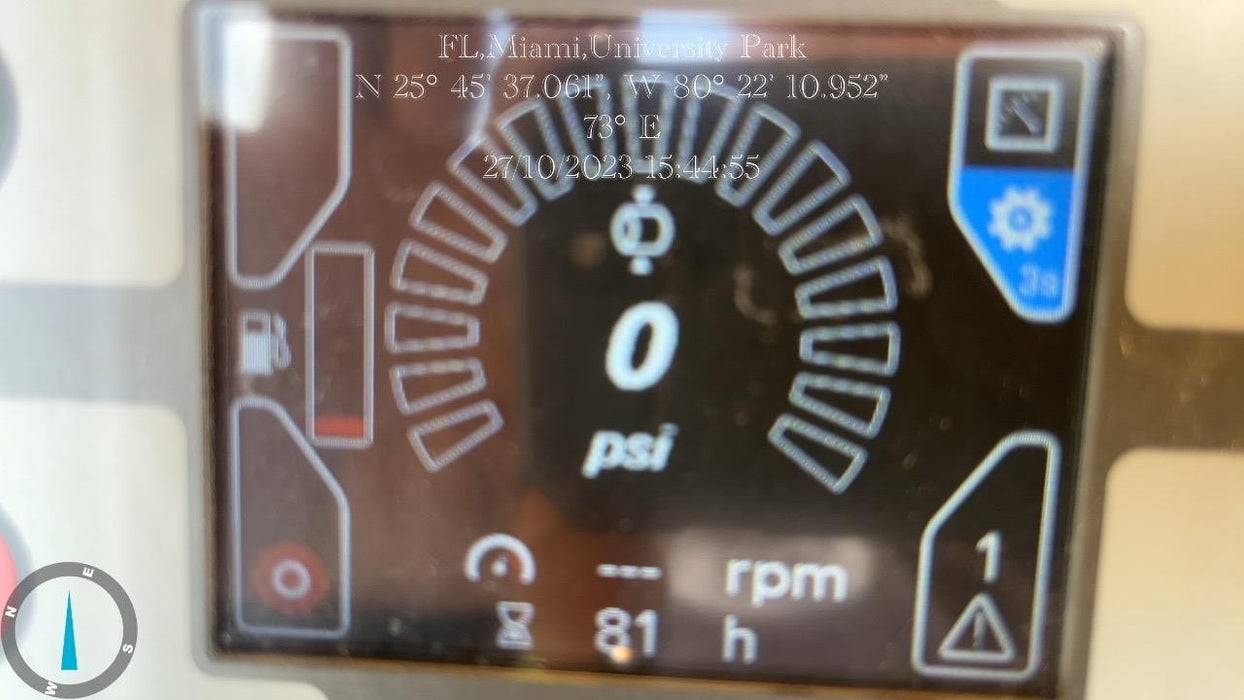 FL,Miami,University Park
N 25° 45' 37.061", W 80° 22' 10.952"
73° E
27/10/2023 15:44:55
3s
0
psi
--- rpm
81 h
1
N
E
S
W